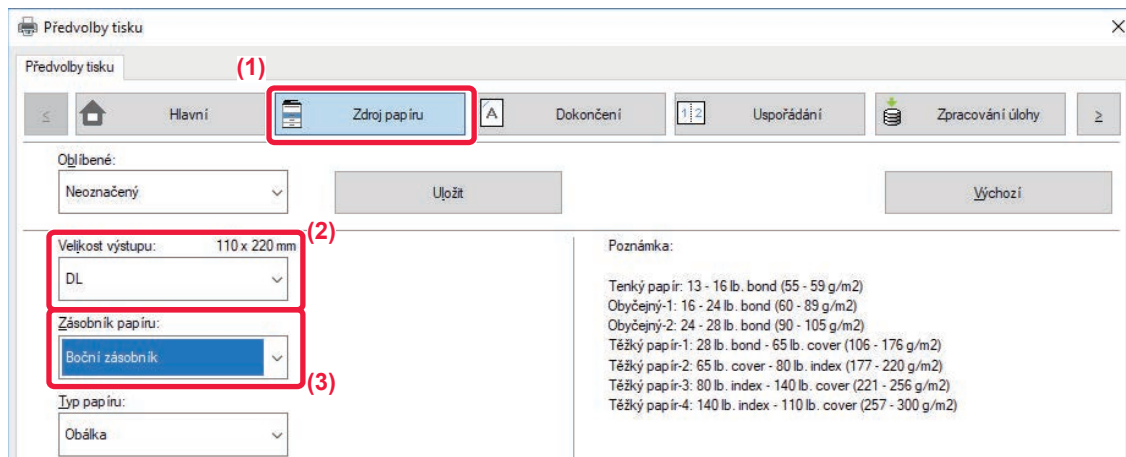 Předvolby tisku
Předvolby tisku
(1)
≤ Hlavní Zdroj papíru A Dokončení 1 2 Uspořádání Zpracování úlohy ≥
Oblíbené:
Neoznačený Uložit Výchozí
Velikost výstupu: 110 x 220 mm (2)
DL
Zásobník papíru:
Boční zásobník
(3)
Typ papíru:
Obálka
Poznámka:
Tenký papír: 13 - 16 lb. bond (55 - 59 g/m2)
Obyčejný-1: 16 - 24 lb. bond (60 - 89 g/m2)
Obyčejný-2: 24 - 28 lb. bond (90 - 105 g/m2)
Těžký papír-1: 28 lb. bond - 65 lb. cover (106 - 176 g/m2)
Těžký papír-2: 65 lb. cover - 80 lb. index (177 - 220 g/m2)
Těžký papír-3: 80 lb. index - 140 lb. cover (221 - 256 g/m2)
Těžký papír-4: 140 lb. index - 110 lb. cover (257 - 300 g/m2)